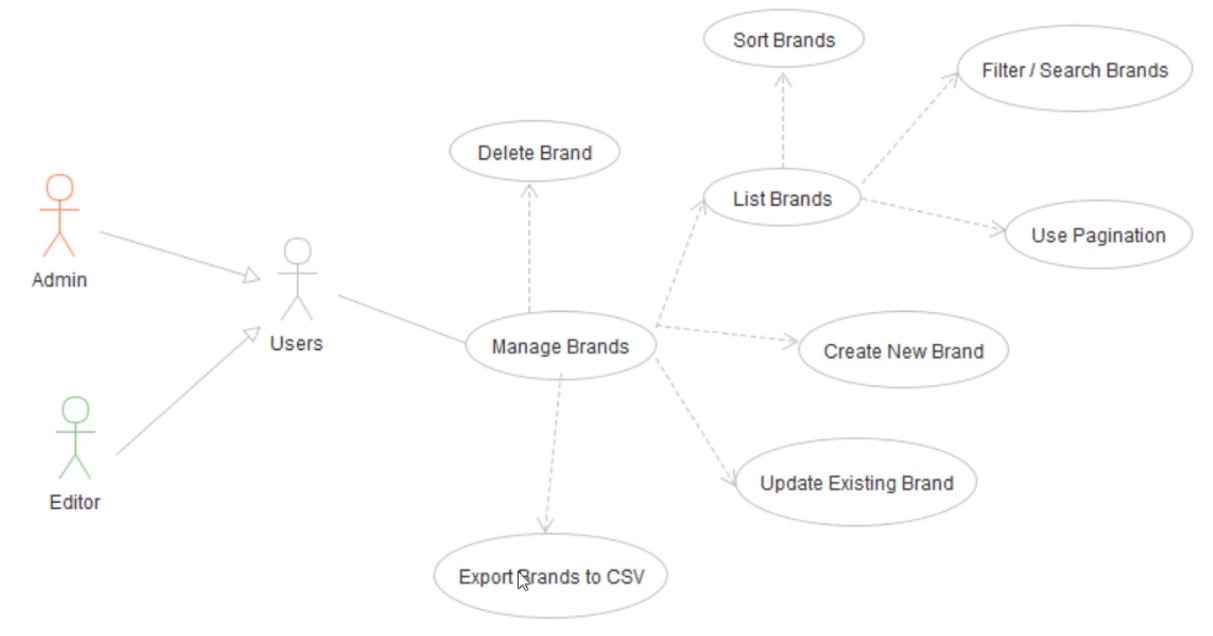 Sort Brands
Filter / Search Brands
Delete Brand
List Brands
Use Pagination
Admin
Users
Manage Brands
Create New Brand
Update Existing Brand
Editor
Export Brands to CSV